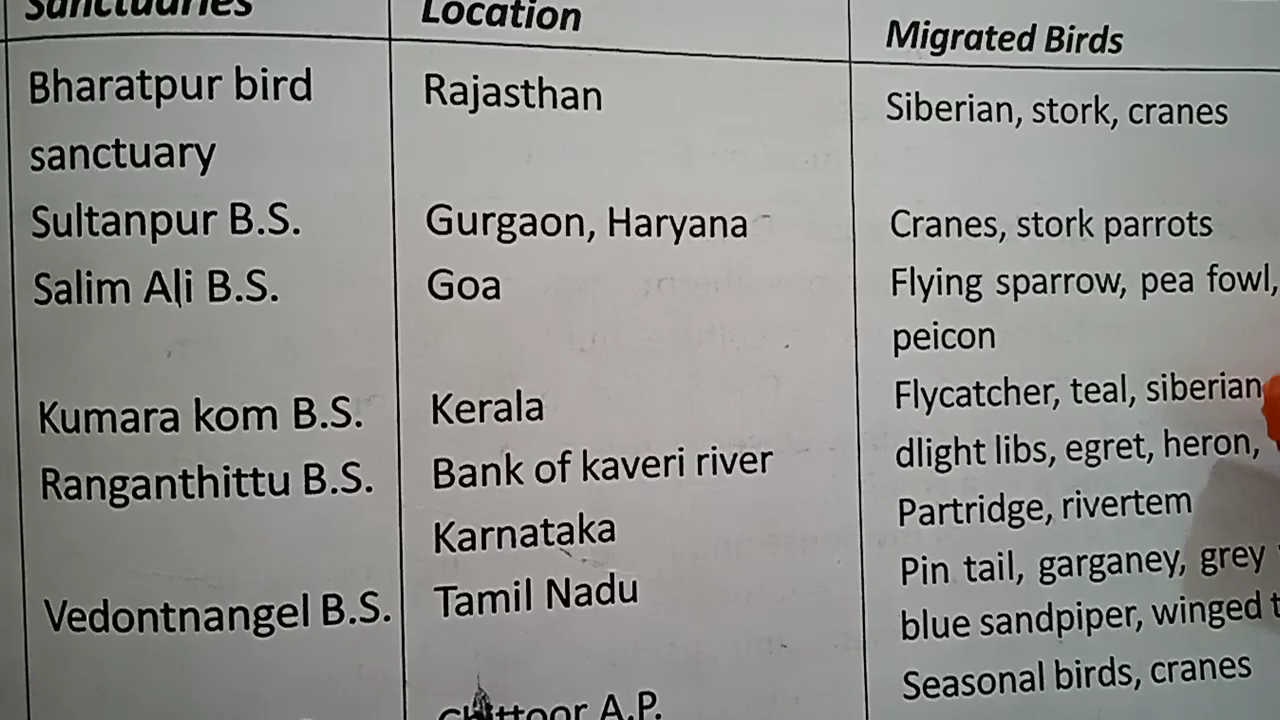 Sanctuaries Location Migrated Birds
Bharatpur bird Rajasthan Siberian, stork, cranes
sanctuary
Sultanpur B.S. Gurgaon, Haryana Cranes, stork parrots
Salim Ali B.S. Goa Flying sparrow, pea fowl,
peicon
Kumara kom B.S. Kerala Flycatcher, teal, siberian
Ranganthittu B.S. Bank of kaveri river dlight libs, egret, heron,
Karnataka Partridge, rivertem
Vedontnangel B.S. Tamil Nadu Pin tail, garganey, grey
blue sandpiper, winged
Chittoor A.P. Seasonal birds, cranes